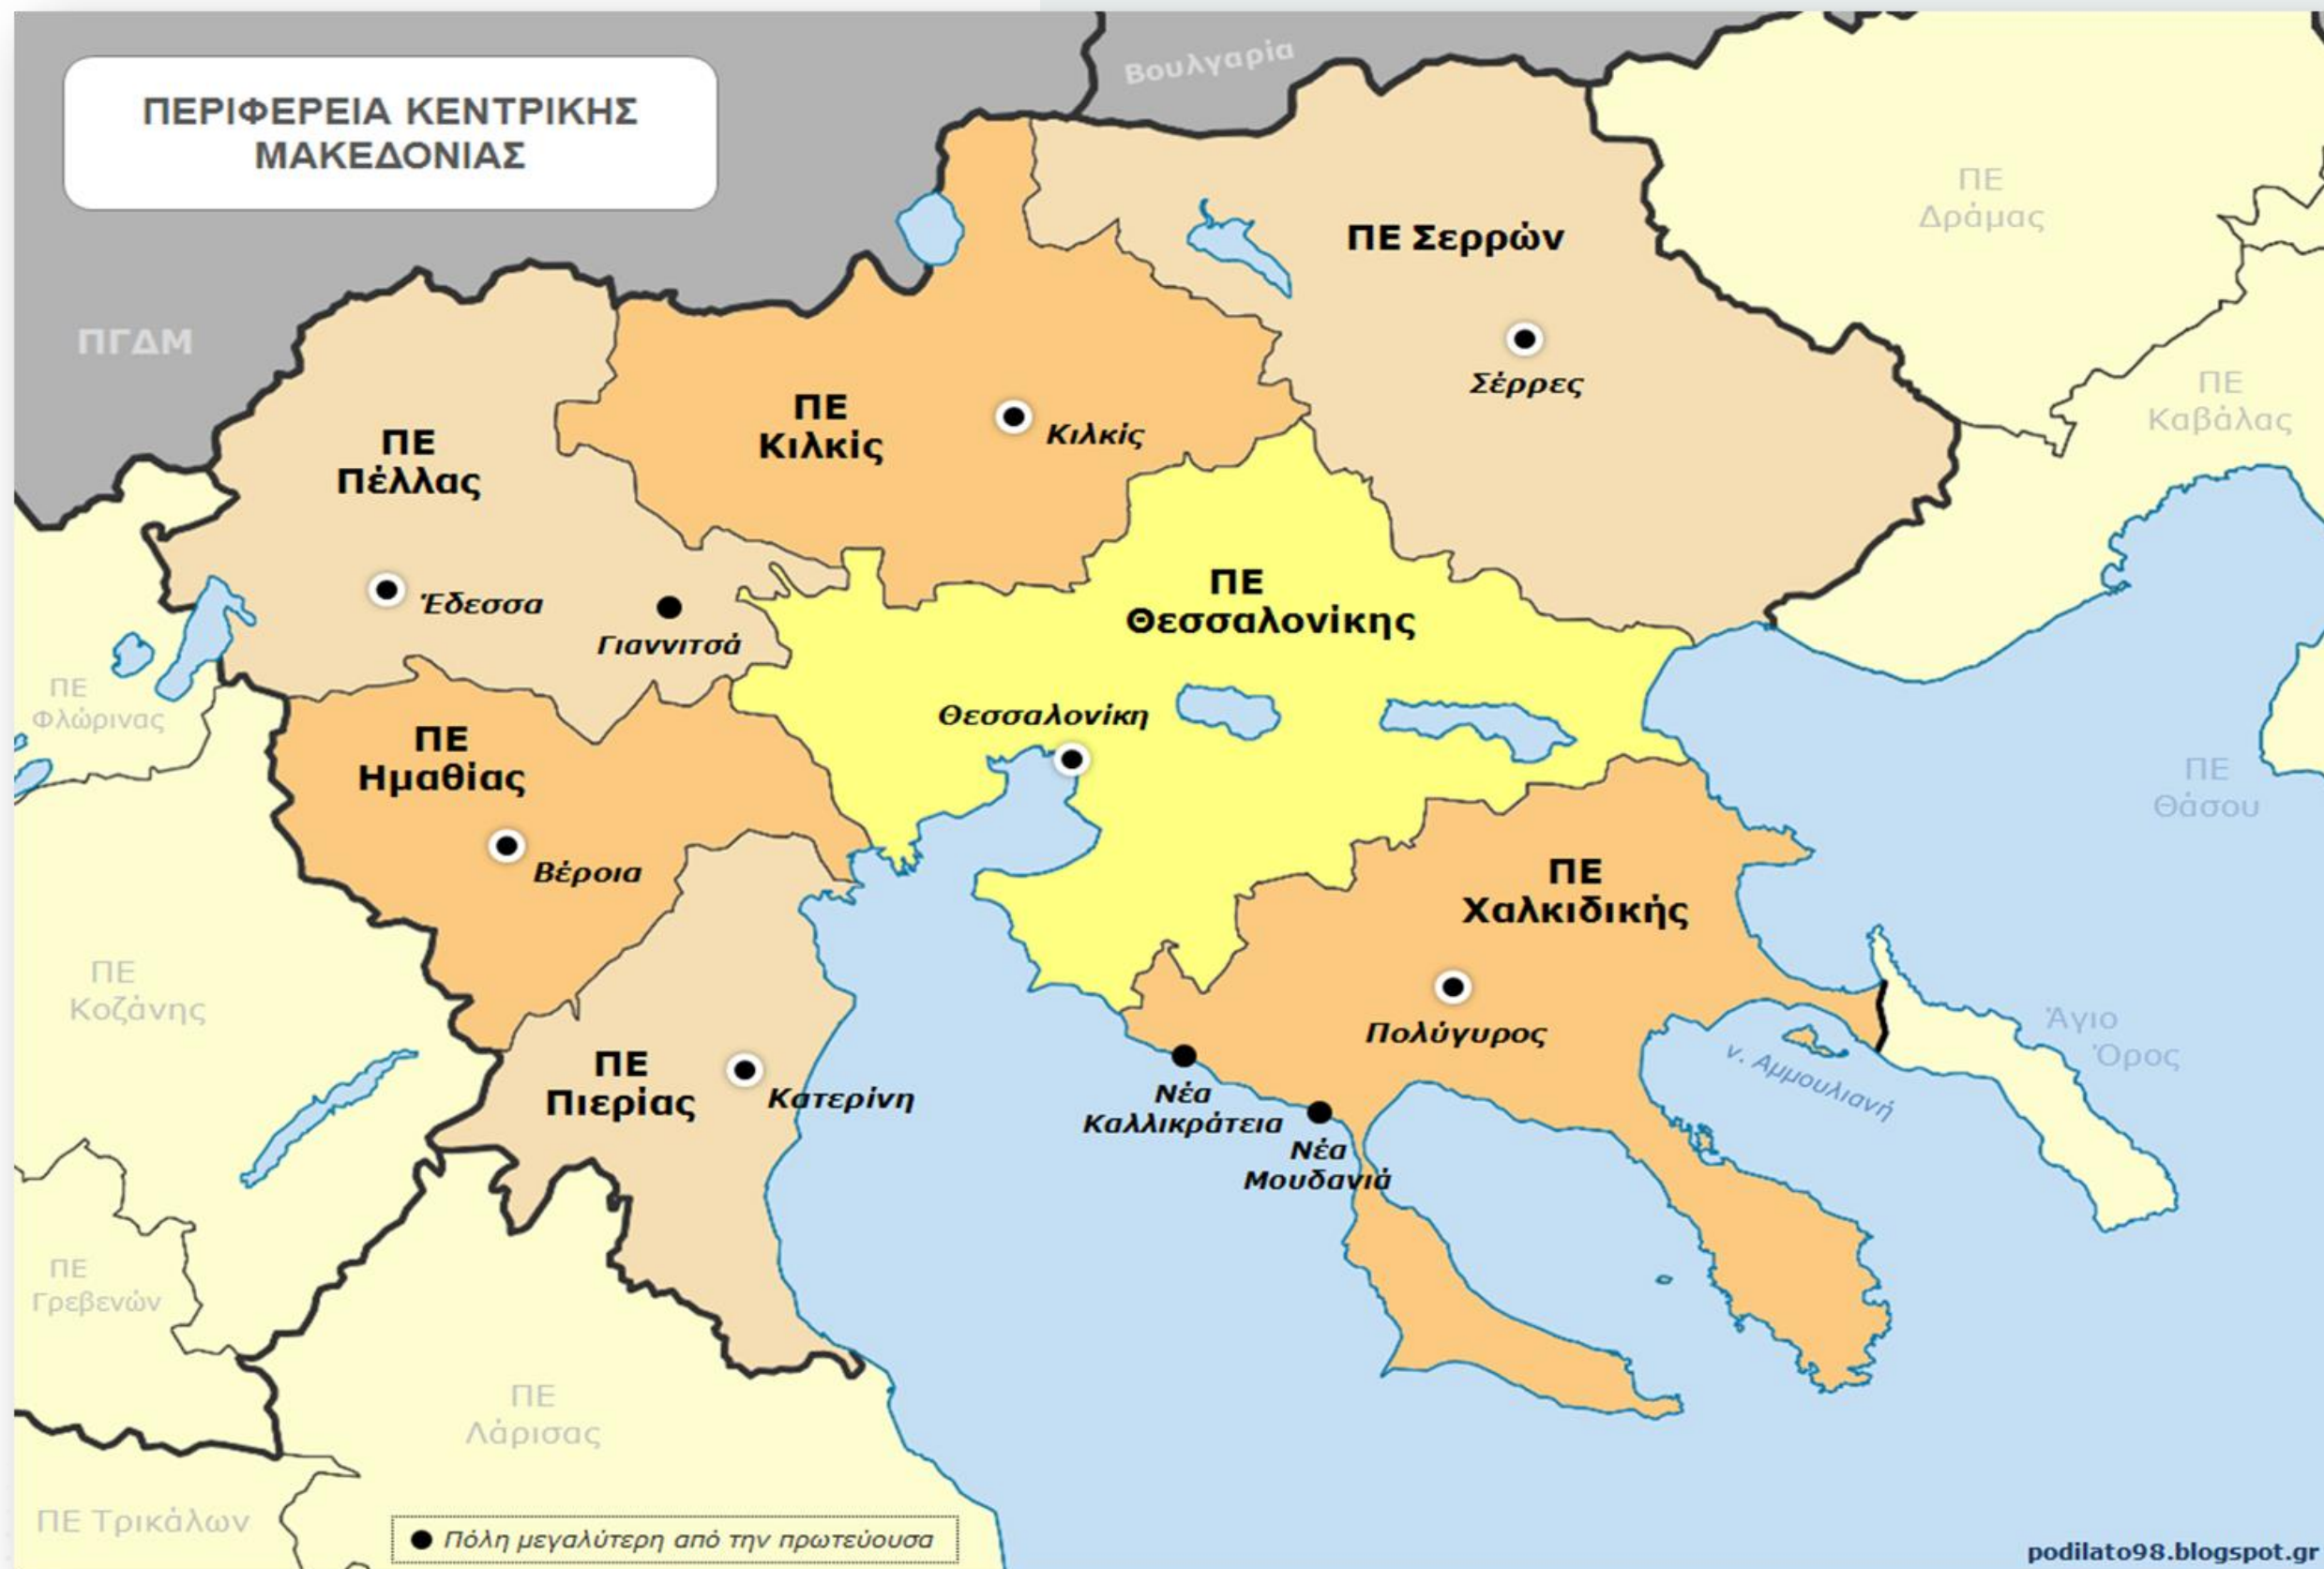 ΠΕΡΙΦΕΡΕΙΑ ΚΕΝΤΡΙΚΗΣ
ΜΑΚΕΔΟΝΙΑΣ
Βουλγαρία
ΠΓΔΜ
ΠΕ
Δράμας
ΠΕ Σερρών
Σέρρες
ΠΕ
Καβάλας
ΠΕ
Κιλκίς
Κιλκίς
ΠΕ
Πέλλας
Έδεσσα
Γιαννιτσά
ΠΕ
Θεσσαλονίκης
Θεσσαλονίκη
ΠΕ
Φλώρινας
ΠΕ
Ημαθίας
Βέροια
ΠΕ
Θάσου
ΠΕ
Χαλκιδικής
Πολύγυρος
ΠΕ
Κοζάνης
Άγιο
Όρος
ν. Αμμουλιανή
ΠΕ
Πιερίας
Κατερίνη
Νέα
Καλλικράτεια
Νέα
Μουδανιά
ΠΕ
Γρεβενών
ΠΕ
Λάρισας
ΠΕ Τρικάλων
Πόλη μεγαλύτερη από την πρωτεύουσα
podilato98.blogspot.gr